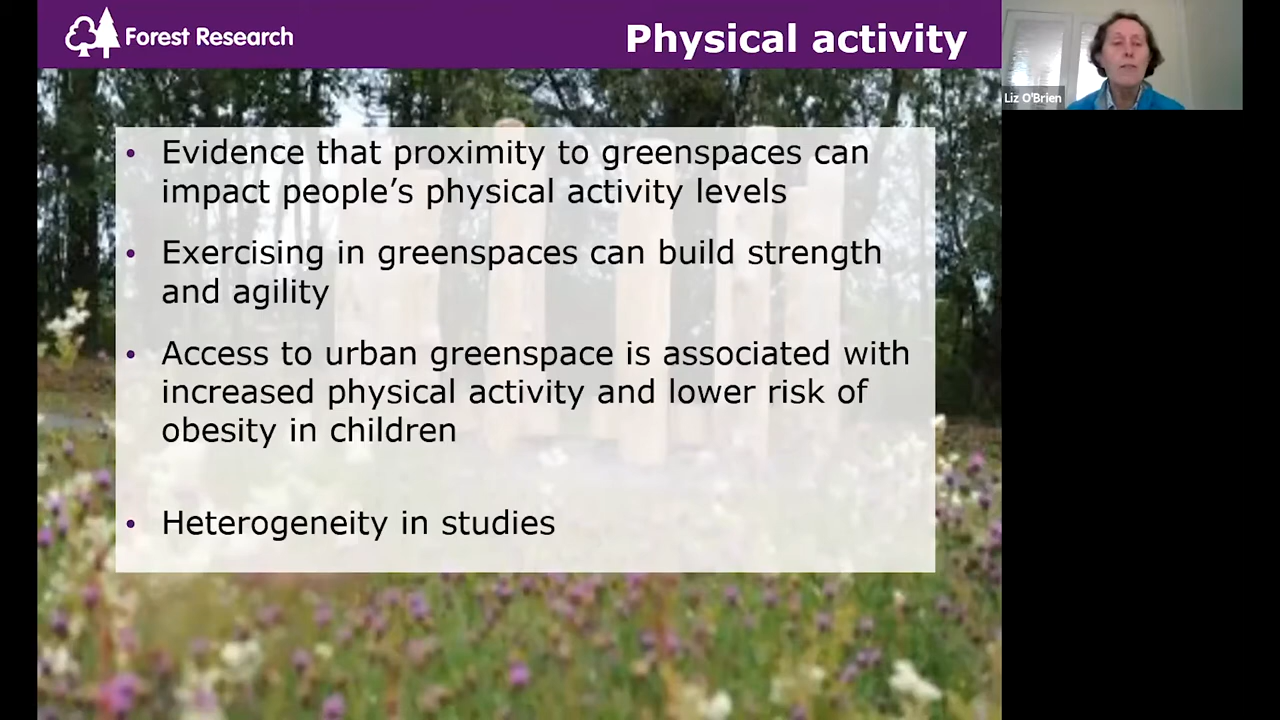 Forest Research
Physical activity
Liz O'Brien
• Evidence that proximity to greenspaces can
impact people’s physical activity levels
• Exercising in greenspaces can build strength
and agility
• Access to urban greenspace is associated with
increased physical activity and lower risk of
obesity in children
• Heterogeneity in studies